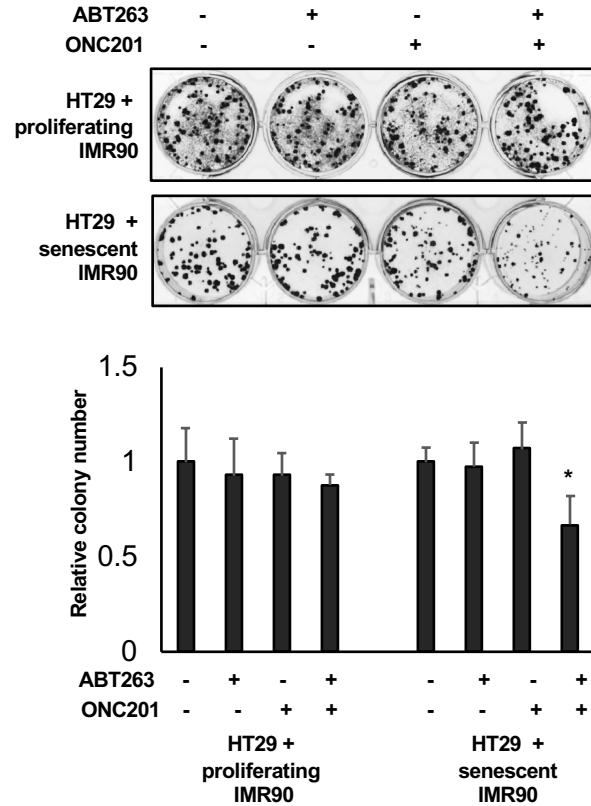 ABT263 - + - +
ONC201 - - + +
HT29 +
proliferating
IMR90
HT29 +
senescent
IMR90
Relative colony number
1.5
1
0.5
0
*
ABT263 - + - + - + - +
ONC201 - - + + - - + +
HT29 +
proliferating
IMR90
HT29 +
senescent
IMR90